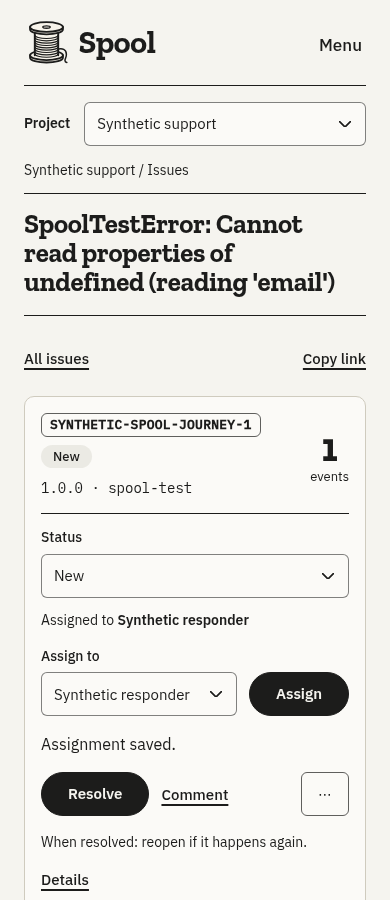 Spool
Menu
Project
Synthetic support
Synthetic support / Issues
SpoolTestError: Cannot
read properties of
undefined (reading 'email')
All issues
Copy link
SYNTHETIC-SPOOL-JOURNEY-1
New
1.0.0 · spool-test
1
events
Status
New
Assigned to Synthetic responder
Assign to
Synthetic responder
Assign
Assignment saved.
Resolve
Comment
...
When resolved: reopen if it happens again.
Details